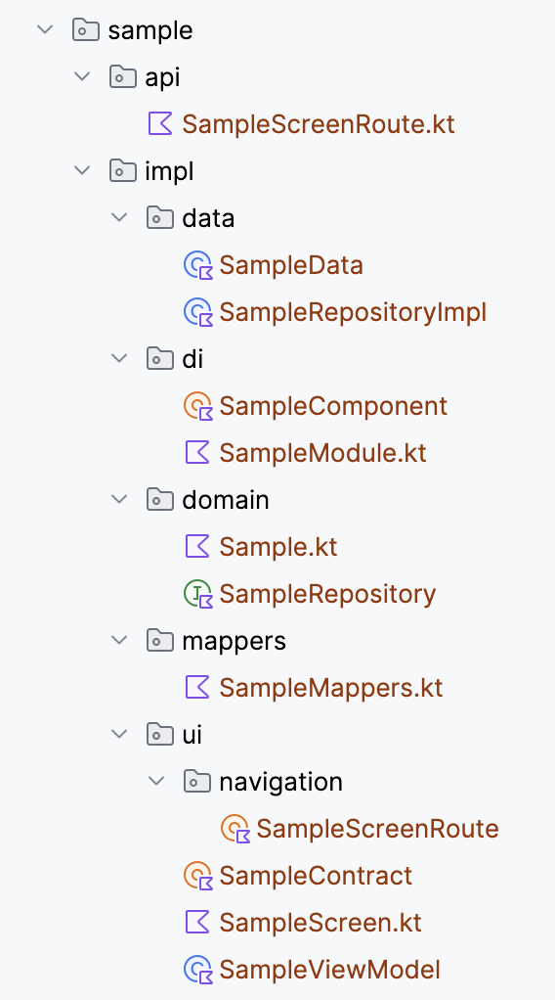 sample
api
SampleScreenRoute.kt
impl
data
SampleData
SampleRepositoryImpl
di
SampleComponent
SampleModule.kt
domain
Sample.kt
SampleRepository
mappers
SampleMappers.kt
ui
navigation
SampleScreenRoute
SampleContract
SampleScreen.kt
SampleViewModel